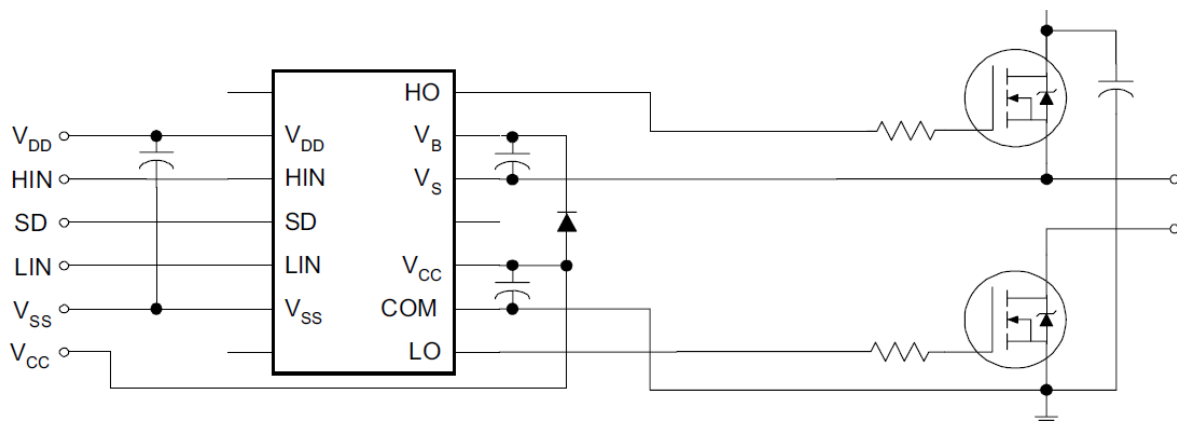 HO
V_DD V_DD V_B
HIN HIN V_S
SD SD
LIN LIN V_CC
V_SS V_SS COM
V_CC LO